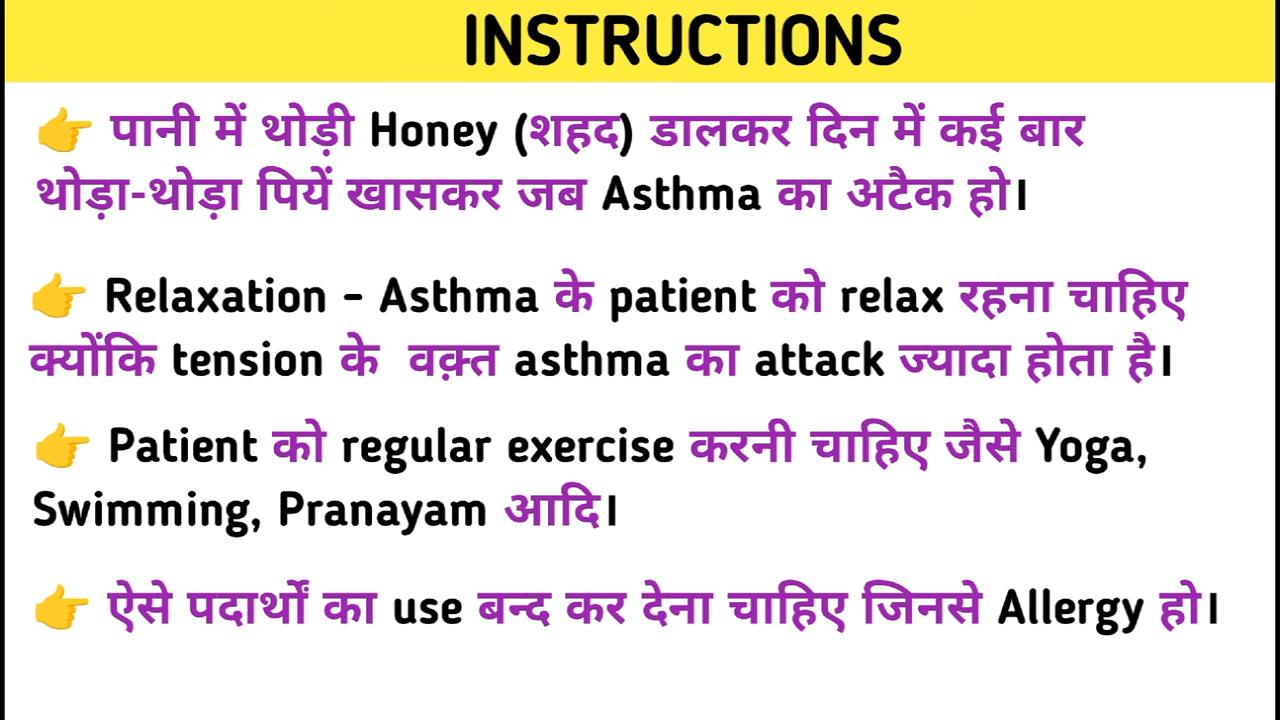 INSTRUCTIONS
👉 पानी में थोड़ी Honey (शहद) डालकर दिन में कई बार
थोड़ा-थोड़ा पियें खासकर जब Asthma का अटैक हो।
👉 Relaxation - Asthma के patient को relax रहना चाहिए
क्योंकि tension के वक़्त asthma का attack ज्यादा होता है।
👉 Patient को regular exercise करनी चाहिए जैसे Yoga,
Swimming, Pranayam आदि।
👉 ऐसे पदार्थों का use बन्द कर देना चाहिए जिनसे Allergy हो।